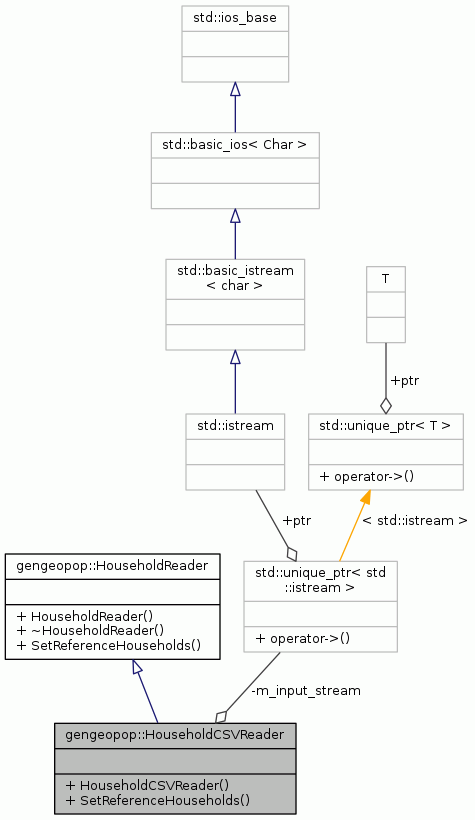 std::ios_base
std::basic_ios< Char >
std::basic_istream
< char >
T
+ptr
std::istream
std::unique_ptr< T >
+ operator->()
+ptr
< std::istream >
gengeopop::HouseholdReader
+ HouseholdReader()
+ ~HouseholdReader()
+ SetReferenceHouseholds()
std::unique_ptr< std
::istream >
+ operator->()
-m_input_stream
gengeopop::HouseholdCSVReader
+ HouseholdCSVReader()
+ SetReferenceHouseholds()